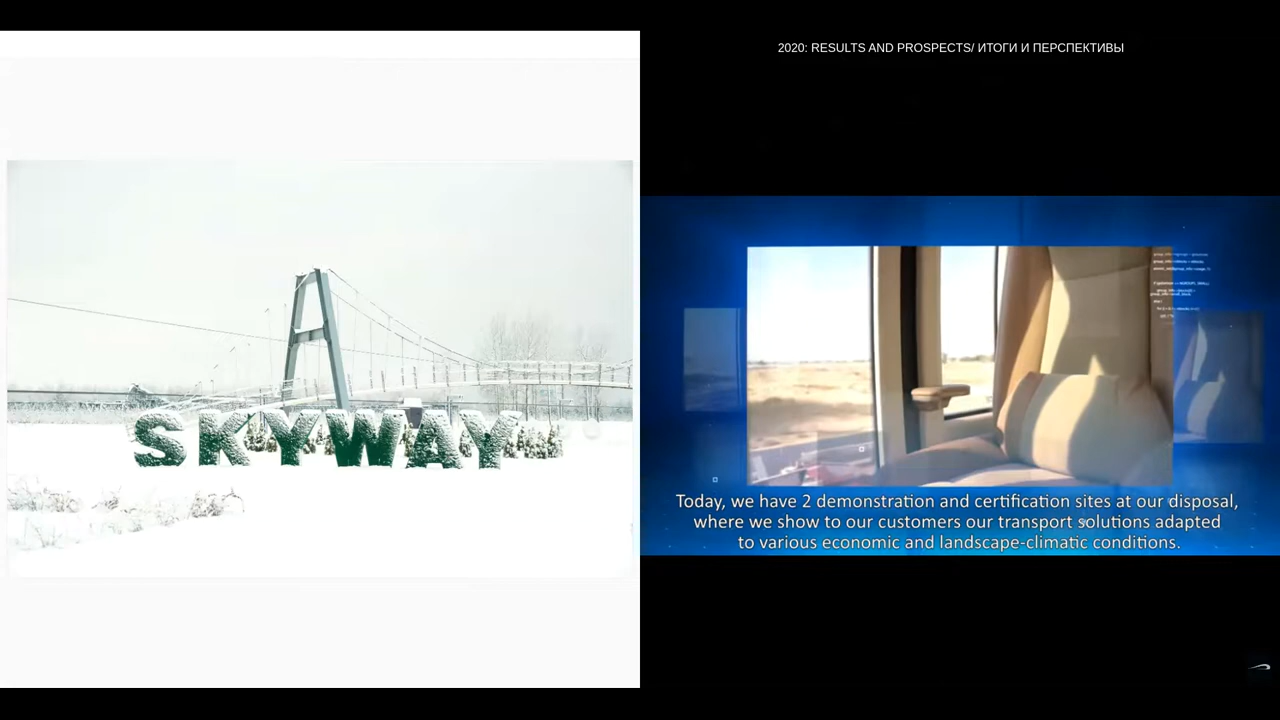 2020: RESULTS AND PROSPECTS/ ИТОГИ И ПЕРСПЕКТИВЫ
SKYWAY
Today, we have 2 demonstration and certification sites at our disposal,
where we show to our customers our transport solutions adapted
to various economic and landscape-climatic conditions.